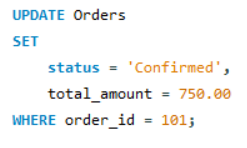 UPDATE Orders
SET
    status = 'Confirmed',
    total_amount = 750.00
WHERE order_id = 101;